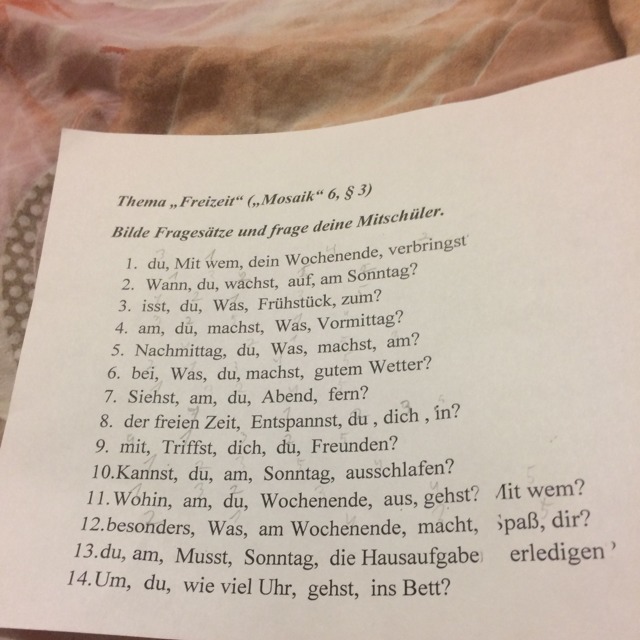 Thema „Freizeit“ („Mosaik“ 6, § 3)
Bilde Fragesätze und frage deine Mitschüler.
1. du, Mit wem, dein Wochenende, verbringst
2. Wann, du, wachst, auf, am Sonntag?
3. isst, du, Was, Frühstück, zum?
4. am, du, machst, Was, Vormittag?
5. Nachmittag, du, Was, machst, am?
6. bei, Was, du, machst, gutem Wetter?
7. Siehst, am, du, Abend, fern?
8. der freien Zeit, Entspannst, du , dich , in?
9. mit, Triffst, dich, du, Freunden?
10.Kannst, du, am, Sonntag, ausschlafen?
11.Wohin, am, du, Wochenende, aus, gehst? Mit wem?
12.besonders, Was, am Wochenende, macht, Spaß, dir?
13.du, am, Musst, Sonntag, die Hausaufgabe erledigen?
14.Um, du, wie viel Uhr, gehst, ins Bett?